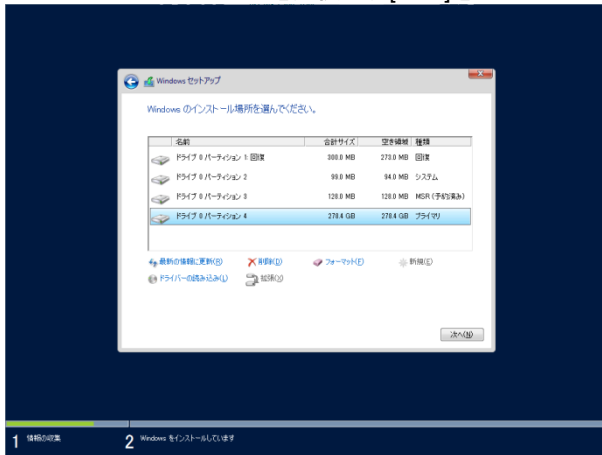 Windows セットアップ
Windows のインストール場所を選んでください。
名前 合計サイズ 空き領域 種類
ドライブ 0 パーティション 1: 回復 300.0 MB 273.0 MB 回復
ドライブ 0 パーティション 2 99.0 MB 94.0 MB システム
ドライブ 0 パーティション 3 128.0 MB 128.0 MB MSR (予約済み)
ドライブ 0 パーティション 4 278.4 GB 278.4 GB プライマリ
最新の情報に更新(R) 削除(D) フォーマット(F) 新規(E)
ドライバーの読み込み(L) 拡張(X)
次へ(N)
1 情報の収集 2 Windows をインストールしています